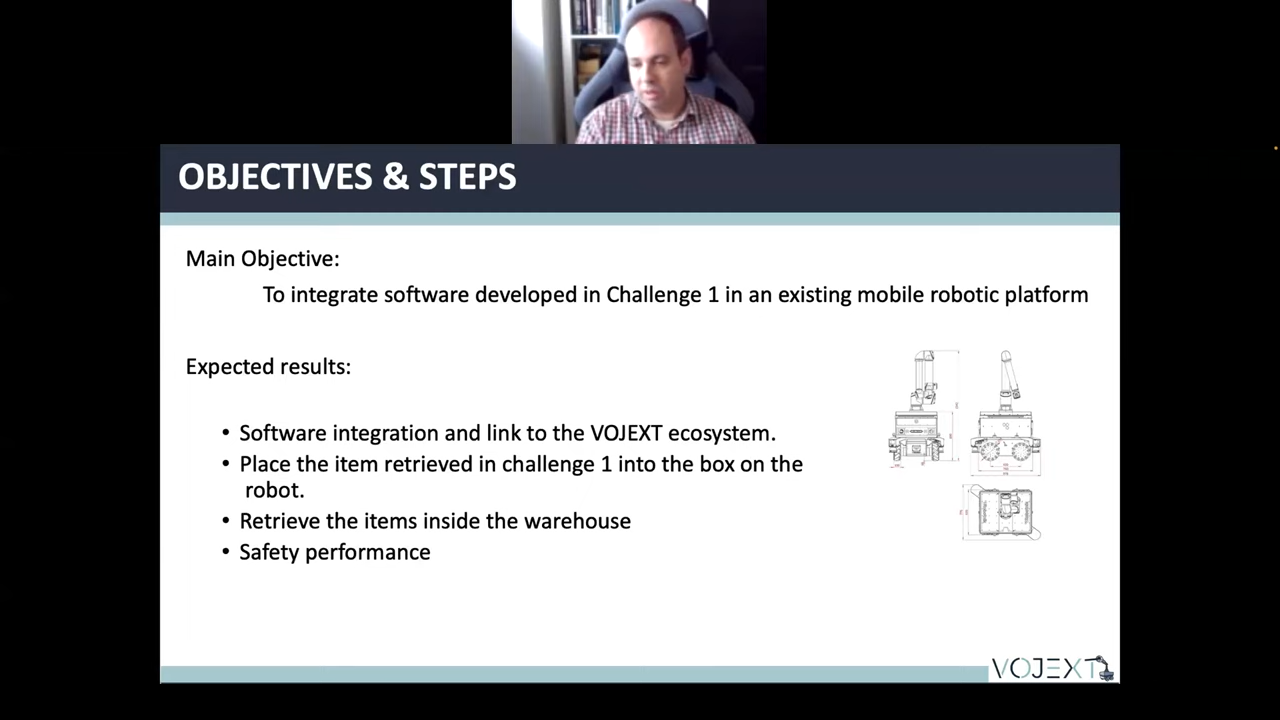 OBJECTIVES & STEPS
Main Objective:
To integrate software developed in Challenge 1 in an existing mobile robotic platform
Expected results:
• Software integration and link to the VOJEXT ecosystem.
• Place the item retrieved in challenge 1 into the box on the
robot.
• Retrieve the items inside the warehouse
• Safety performance
VOJEXT